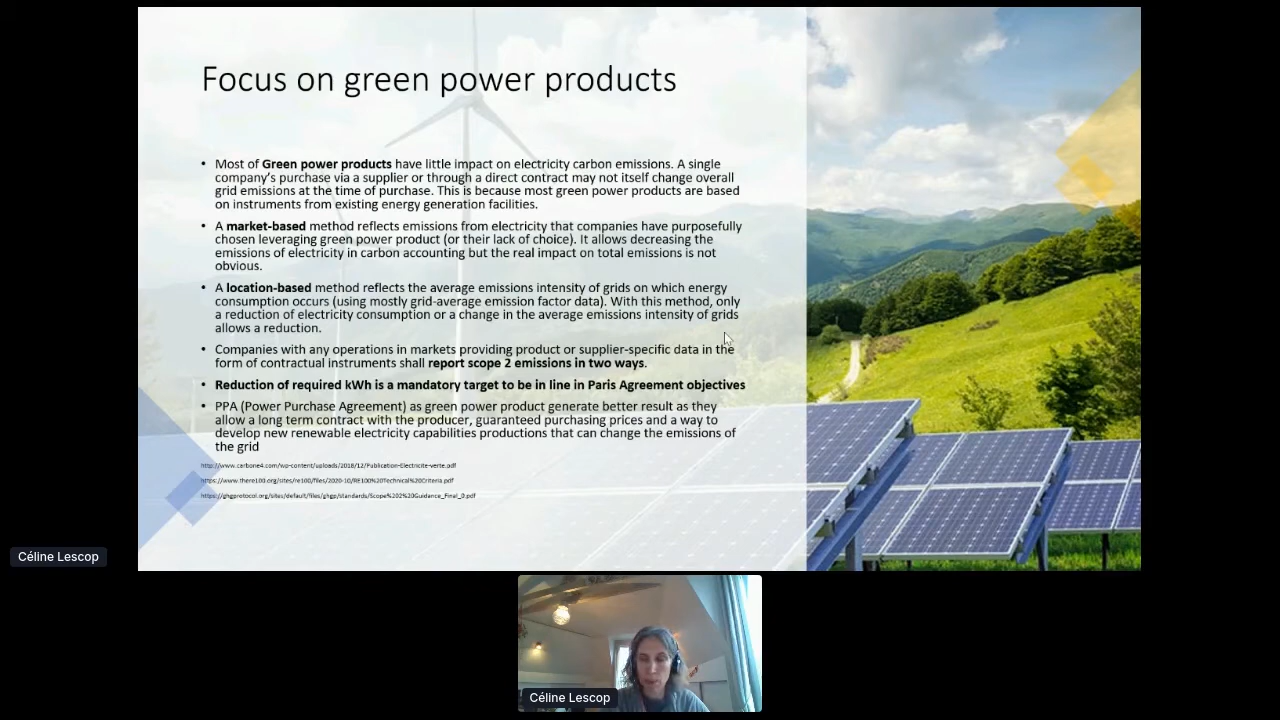 Focus on green power products
• Most of Green power products have little impact on electricity carbon emissions. A single
company's purchase via a supplier or through a direct contract may not itself change overall
grid emissions at the time of purchase. This is because most green power products are based
on instruments from existing energy generation facilities.
• A market-based method reflects emissions from electricity that companies have purposefully
chosen leveraging green power product (or their lack of choice). It allows decreasing the
emissions of electricity in carbon accounting but the real impact on total emissions is not
obvious.
• A location-based method reflects the average emissions intensity of grids on which energy
consumption occurs (using mostly grid-average emission factor data). With this method, only
a reduction of electricity consumption or a change in the average emissions intensity of grids
allows a reduction.
• Companies with any operations in markets providing product or supplier-specific data in the
form of contractual instruments shall report scope 2 emissions in two ways.
• Reduction of required kWh is a mandatory target to be in line in Paris Agreement objectives
• PPA (Power Purchase Agreement) as green power product generate better result as they
allow a long term contract with the producer, guaranteed purchasing prices and a way to
develop new renewable electricity capabilities productions that can change the emissions of
the grid
http://www.carbone4.com/wp-content/uploads/2018/12/Publication-Electricite-verte.pdf
https://www.there100.org/sites/re100/files/2020-10/RE100%20Technical%20Criteria.pdf
https://ghgprotocol.org/sites/default/files/ghgp/standards/Scope%202%20Guidance_Final_0.pdf
Céline Lescop
Céline Lescop